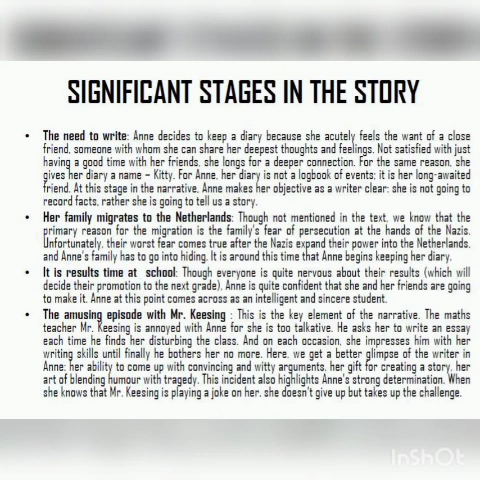 SIGNIFICANT STAGES IN THE STORY
• The need to write: Anne decides to keep a diary because she acutely feels the want of a close
friend, someone with whom she can share her deepest thoughts and feelings. Not satisfied with just
having a good time with her friends, she longs for a deeper connection. For the same reason, she
gives her diary a name – Kitty. For Anne, her diary is not a logbook of events; it is her long-awaited
friend. At this stage in the narrative, Anne makes her objective as a writer clear: she is not going to
record facts, rather she is going to tell us a story.
• Her family migrates to the Netherlands: Though not mentioned in the text, we know that the
primary reason for the migration is the family's fear of persecution at the hands of the Nazis.
Unfortunately, their worst fear comes true after the Nazis expand their power into the Netherlands,
and Anne's family has to go into hiding. It is around this time that Anne begins keeping her diary.
• It is results time at school: Though everyone is quite nervous about their results (which will
decide their promotion to the next grade), Anne is quite confident that she and her friends are going
to make it. Anne at this point comes across as an intelligent and sincere student.
• The amusing episode with Mr. Keesing : This is the key element of the narrative. The maths
teacher Mr. Keesing is annoyed with Anne for she is too talkative. He asks her to write an essay
each time he finds her disturbing the class. And on each occasion, she impresses him with her
writing skills until finally he bothers her no more. Here, we get a better glimpse of the writer in
Anne: her ability to come up with convincing and witty arguments, her gift for creating a story, her
art of blending humour with tragedy. This incident also highlights Anne's strong determination. When
she knows that Mr. Keesing is playing a joke on her, she doesn't give up but takes up the challenge.
InShOt